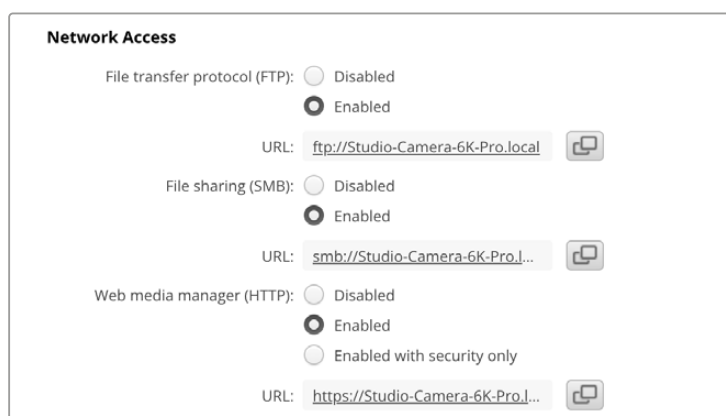 Network Access
File transfer protocol (FTP): Disabled
Enabled
URL: ftp://Studio-Camera-6K-Pro.local
File sharing (SMB): Disabled
Enabled
URL: smb://Studio-Camera-6K-Pro.l...
Web media manager (HTTP): Disabled
Enabled
Enabled with security only
URL: https://Studio-Camera-6K-Pro.l...